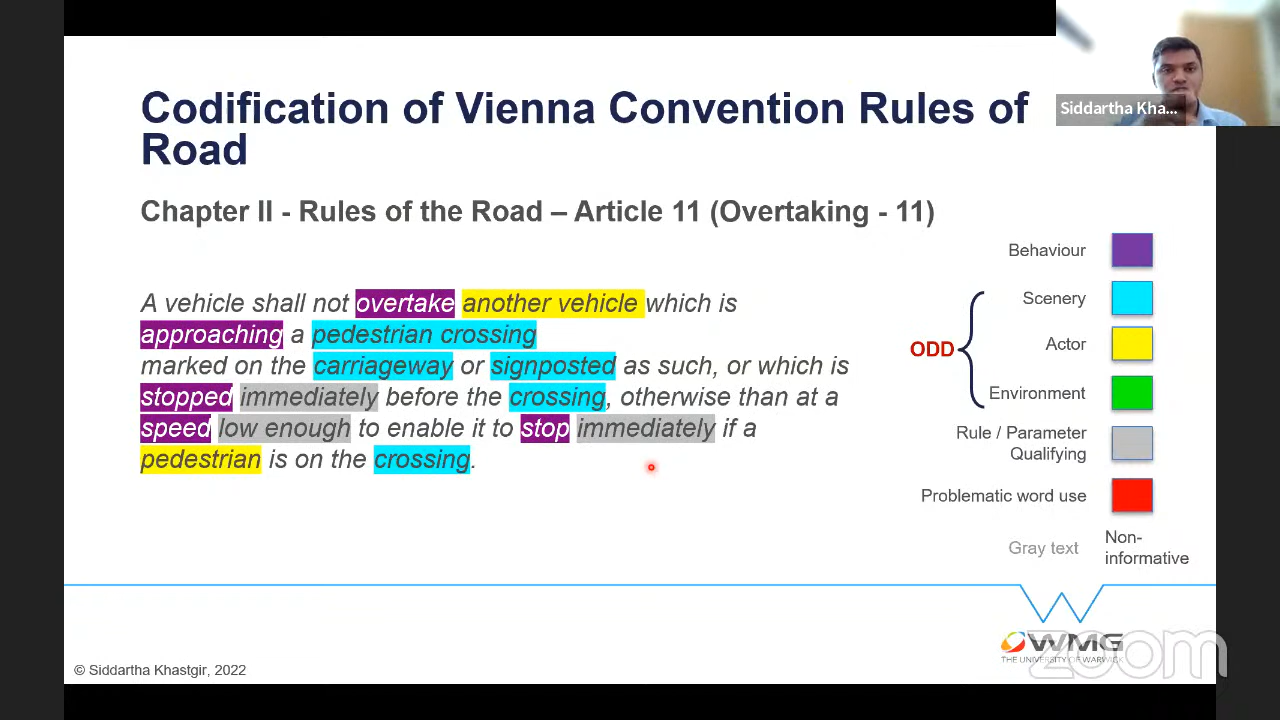 Codification of Vienna Convention Rules of
Road
Siddartha Kha...
Chapter II - Rules of the Road – Article 11 (Overtaking - 11)
A vehicle shall not overtake another vehicle which is
approaching a pedestrian crossing
marked on the carriageway or signposted as such, or which is
stopped immediately before the crossing, otherwise than at a
speed low enough to enable it to stop immediately if a
pedestrian is on the crossing.
Behaviour
Scenery
ODD
Actor
Environment
Rule / Parameter
Qualifying
Problematic word use
Gray text
Non-
informative
WMG
THE UNIVERSITY OF WARWICK
zoom
© Siddartha Khastgir, 2022